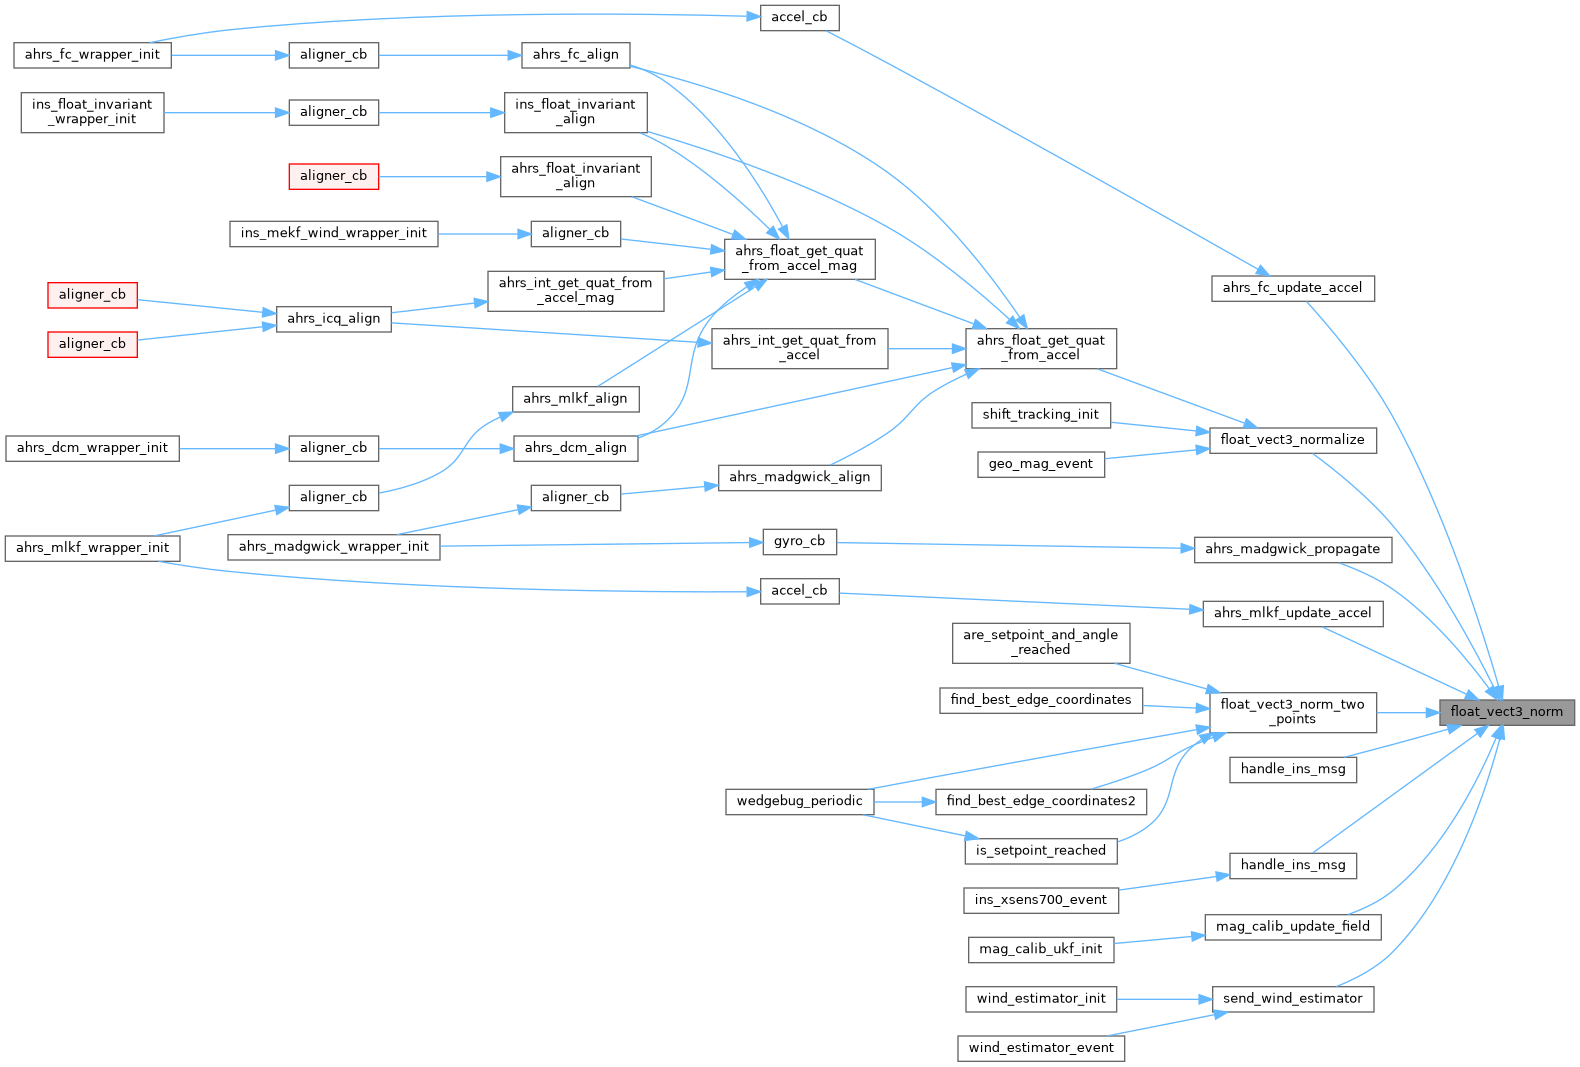 accel_cb
ahrs_fc_wrapper_init
aligner_cb
ahrs_fc_align
ins_float_invariant
_wrapper_init
aligner_cb
ins_float_invariant
_align
aligner_cb
ahrs_float_invariant
_align
ins_mekf_wind_wrapper_init
aligner_cb
ahrs_float_get_quat
_from_accel_mag
ahrs_fc_update_accel
aligner_cb
ahrs_int_get_quat_from
_accel_mag
ahrs_icq_align
aligner_cb
ahrs_int_get_quat_from
_accel
ahrs_float_get_quat
_from_accel
ahrs_mlkf_align
shift_tracking_init
float_vect3_normalize
ahrs_dcm_wrapper_init
aligner_cb
ahrs_dcm_align
geo_mag_event
ahrs_madgwick_align
aligner_cb
aligner_cb
ahrs_mlkf_wrapper_init
ahrs_madgwick_wrapper_init
gyro_cb
ahrs_madgwick_propagate
accel_cb
ahrs_mlkf_update_accel
are_setpoint_and_angle
_reached
find_best_edge_coordinates
float_vect3_norm_two
_points
float_vect3_norm
handle_ins_msg
wedgebug_periodic
find_best_edge_coordinates2
is_setpoint_reached
handle_ins_msg
ins_xsens700_event
mag_calib_update_field
mag_calib_ukf_init
wind_estimator_init
send_wind_estimator
wind_estimator_event